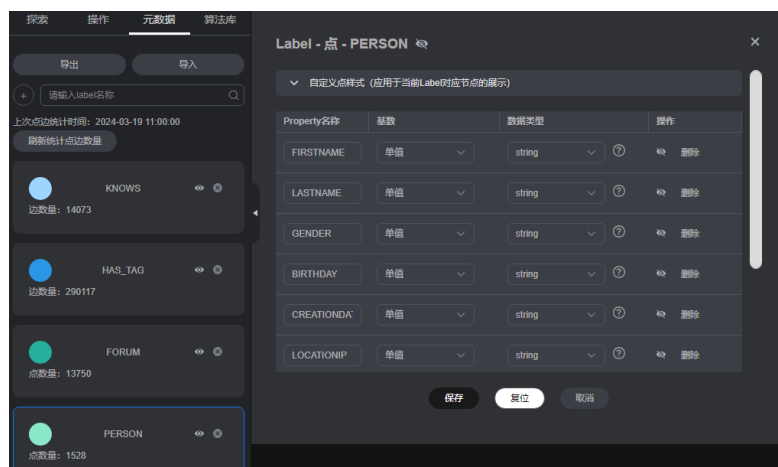 探索 操作 元数据 算法库
导出 导入
+ 请输入label名称
上次点边统计时间：2024-03-19 11:00:00
刷新统计点边数量
KNOWS
边数量：14073
HAS_TAG
边数量：290117
FORUM
点数量：13750
PERSON
点数量：1528
Label - 点 - PERSON
自定义点样式（应用于当前Label对应节点的展示）
Property名称 基数 数据类型 操作
FIRSTNAME 单值 string 删除
LASTNAME 单值 string 删除
GENDER 单值 string 删除
BIRTHDAY 单值 string 删除
CREATIONDA 单值 string 删除
LOCATIONIP 单值 string 删除
保存 复位 取消